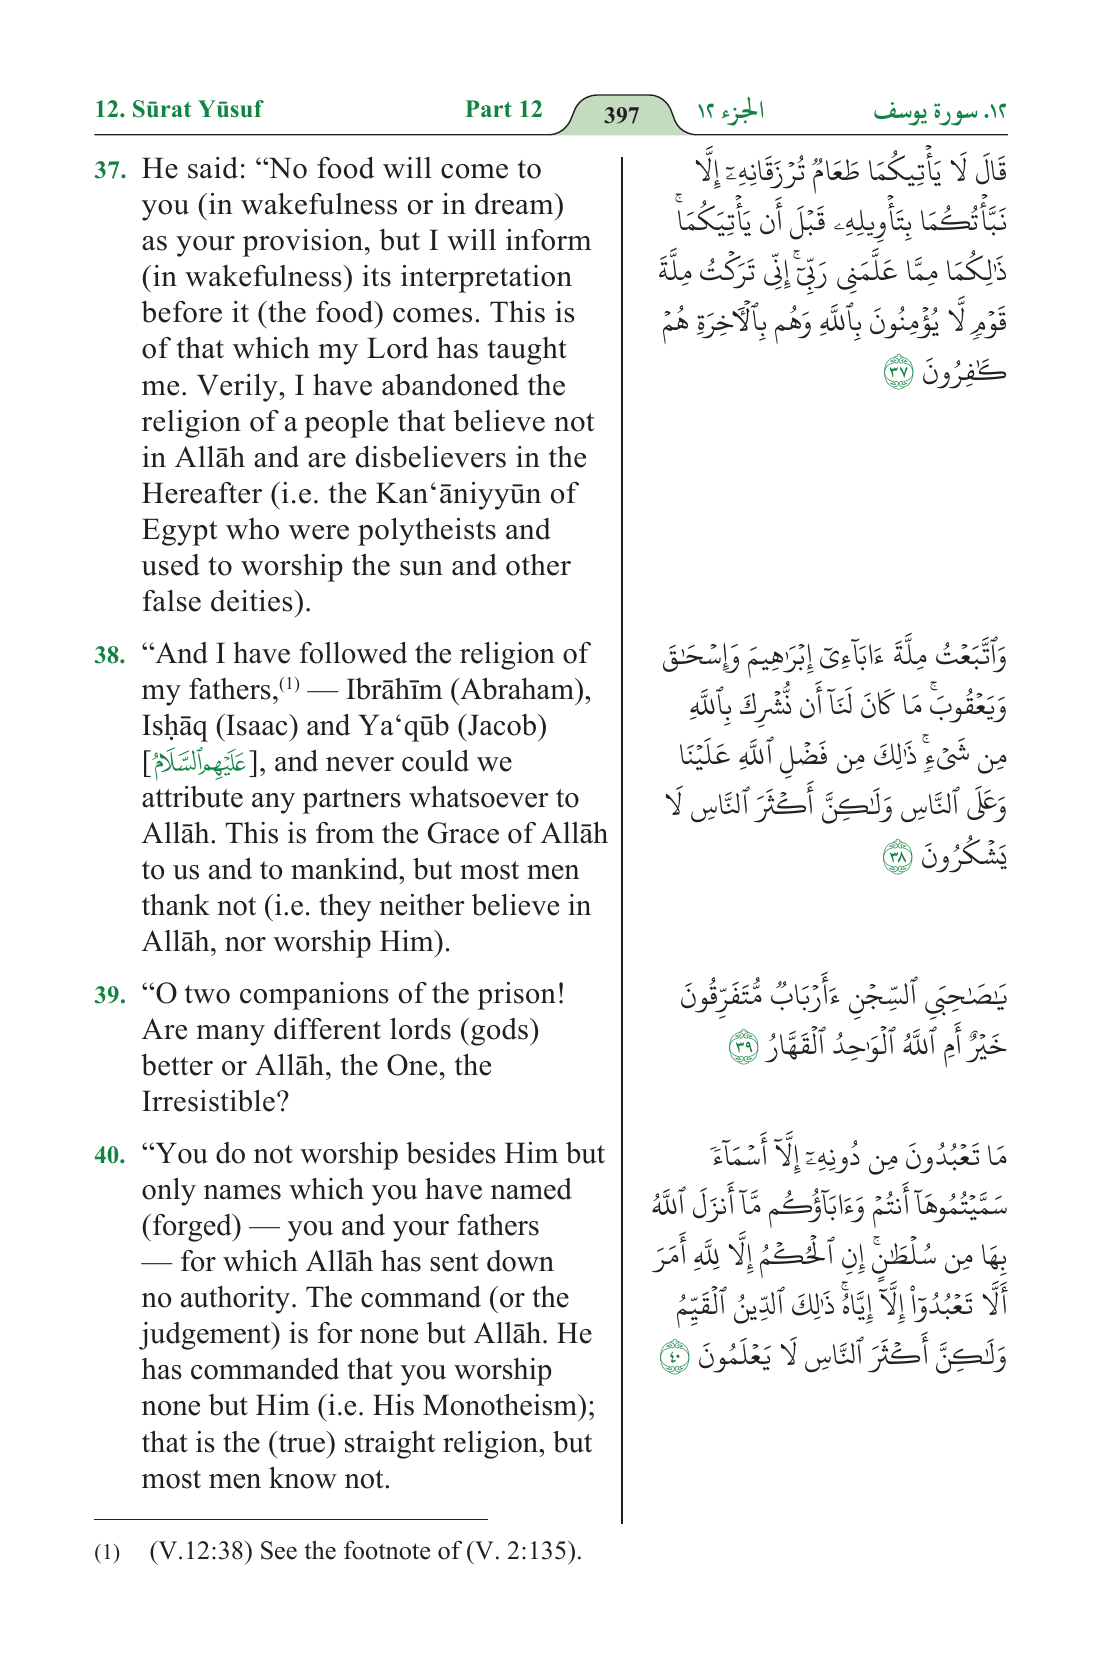 12. Sūrat Yūsuf
Part 12
397
الجزء ١٢
١٢. سورة يوسف
37. He said: “No food will come to
you (in wakefulness or in dream)
as your provision, but I will inform
(in wakefulness) its interpretation
before it (the food) comes. This is
of that which my Lord has taught
me. Verily, I have abandoned the
religion of a people that believe not
in Allāh and are disbelievers in the
Hereafter (i.e. the Kan‘āniyyūn of
Egypt who were polytheists and
used to worship the sun and other
false deities).
قَالَ لَا يَأۡتِيكُمَا طَعَامٞ تُرۡزَقَانِهِۦٓ إِلَّا
نَبَّأۡتُكُمَا بِتَأۡوِيلِهِۦ قَبۡلَ أَن يَأۡتِيَكُمَاۚ
ذَٰلِكُمَا مِمَّا عَلَّمَنِي رَبِّيٓۚ إِنِّي تَرَكۡتُ مِلَّةَ
قَوۡمٖ لَّا يُؤۡمِنُونَ بِٱللَّهِ وَهُم بِٱلۡأٓخِرَةِ هُمۡ
كَٰفِرُونَ ٣٧
38. “And I have followed the religion of
my fathers,(1) — Ibrāhīm (Abraham),
Isḥāq (Isaac) and Ya‘qūb (Jacob)
[عَلَيْهِمُ ٱلسَّلَامُ], and never could we
attribute any partners whatsoever to
Allāh. This is from the Grace of Allāh
to us and to mankind, but most men
thank not (i.e. they neither believe in
Allāh, nor worship Him).
وَٱتَّبَعۡتُ مِلَّةَ ءَابَآءِيٓ إِبۡرَٰهِيمَ وَإِسۡحَٰقَ
وَيَعۡقُوبَۚ مَا كَانَ لَنَآ أَن نُّشۡرِكَ بِٱللَّهِ
مِن شَيۡءٖۚ ذَٰلِكَ مِن فَضۡلِ ٱللَّهِ عَلَيۡنَا
وَعَلَى ٱلنَّاسِ وَلَٰكِنَّ أَكۡثَرَ ٱلنَّاسِ لَا
يَشۡكُرُونَ ٣٨
39. “O two companions of the prison!
Are many different lords (gods)
better or Allāh, the One, the
Irresistible?
يَٰصَٰحِبَيِ ٱلسِّجۡنِ ءَأَرۡبَابٞ مُّتَفَرِّقُونَ
خَيۡرٌ أَمِ ٱللَّهُ ٱلۡوَٰحِدُ ٱلۡقَهَّارُ ٣٩
40. “You do not worship besides Him but
only names which you have named
(forged) — you and your fathers
— for which Allāh has sent down
no authority. The command (or the
judgement) is for none but Allāh. He
has commanded that you worship
none but Him (i.e. His Monotheism);
that is the (true) straight religion, but
most men know not.
مَا تَعۡبُدُونَ مِن دُونِهِۦٓ إِلَّآ أَسۡمَآءٗ
سَمَّيۡتُمُوهَآ أَنتُمۡ وَءَابَآؤُكُم مَّآ أَنزَلَ ٱللَّهُ
بِهَا مِن سُلۡطَٰنٍۚ إِنِ ٱلۡحُكۡمُ إِلَّا لِلَّهِ أَمَرَ
أَلَّا تَعۡبُدُوٓاْ إِلَّآ إِيَّاهُۚ ذَٰلِكَ ٱلدِّينُ ٱلۡقَيِّمُ
وَلَٰكِنَّ أَكۡثَرَ ٱلنَّاسِ لَا يَعۡلَمُونَ ٤٠
(1) (V.12:38) See the footnote of (V. 2:135).